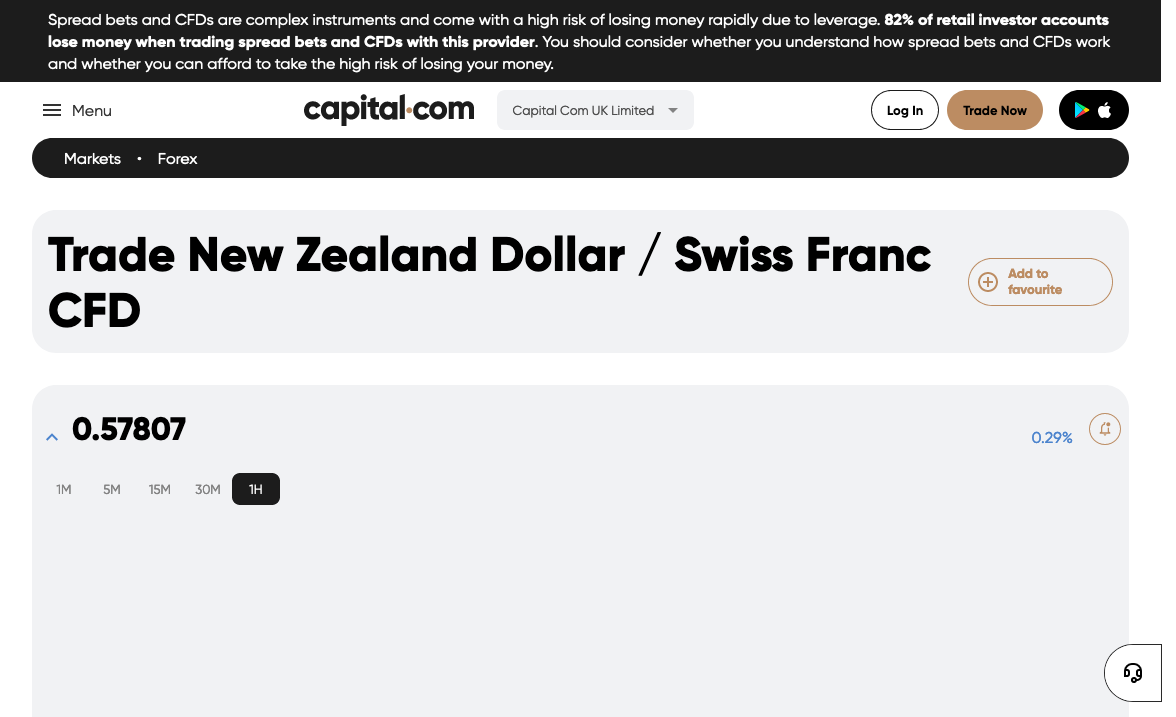 Spread bets and CFDs are complex instruments and come with a high risk of losing money rapidly due to leverage. 82% of retail investor accounts
lose money when trading spread bets and CFDs with this provider. You should consider whether you understand how spread bets and CFDs work
and whether you can afford to take the high risk of losing your money.
Menu
capital.com
Capital Com UK Limited
Log In
Trade Now
Markets • Forex
Trade New Zealand Dollar / Swiss Franc
CFD
Add to
favourite
0.57807
0.29%
1M 5M 15M 30M 1H